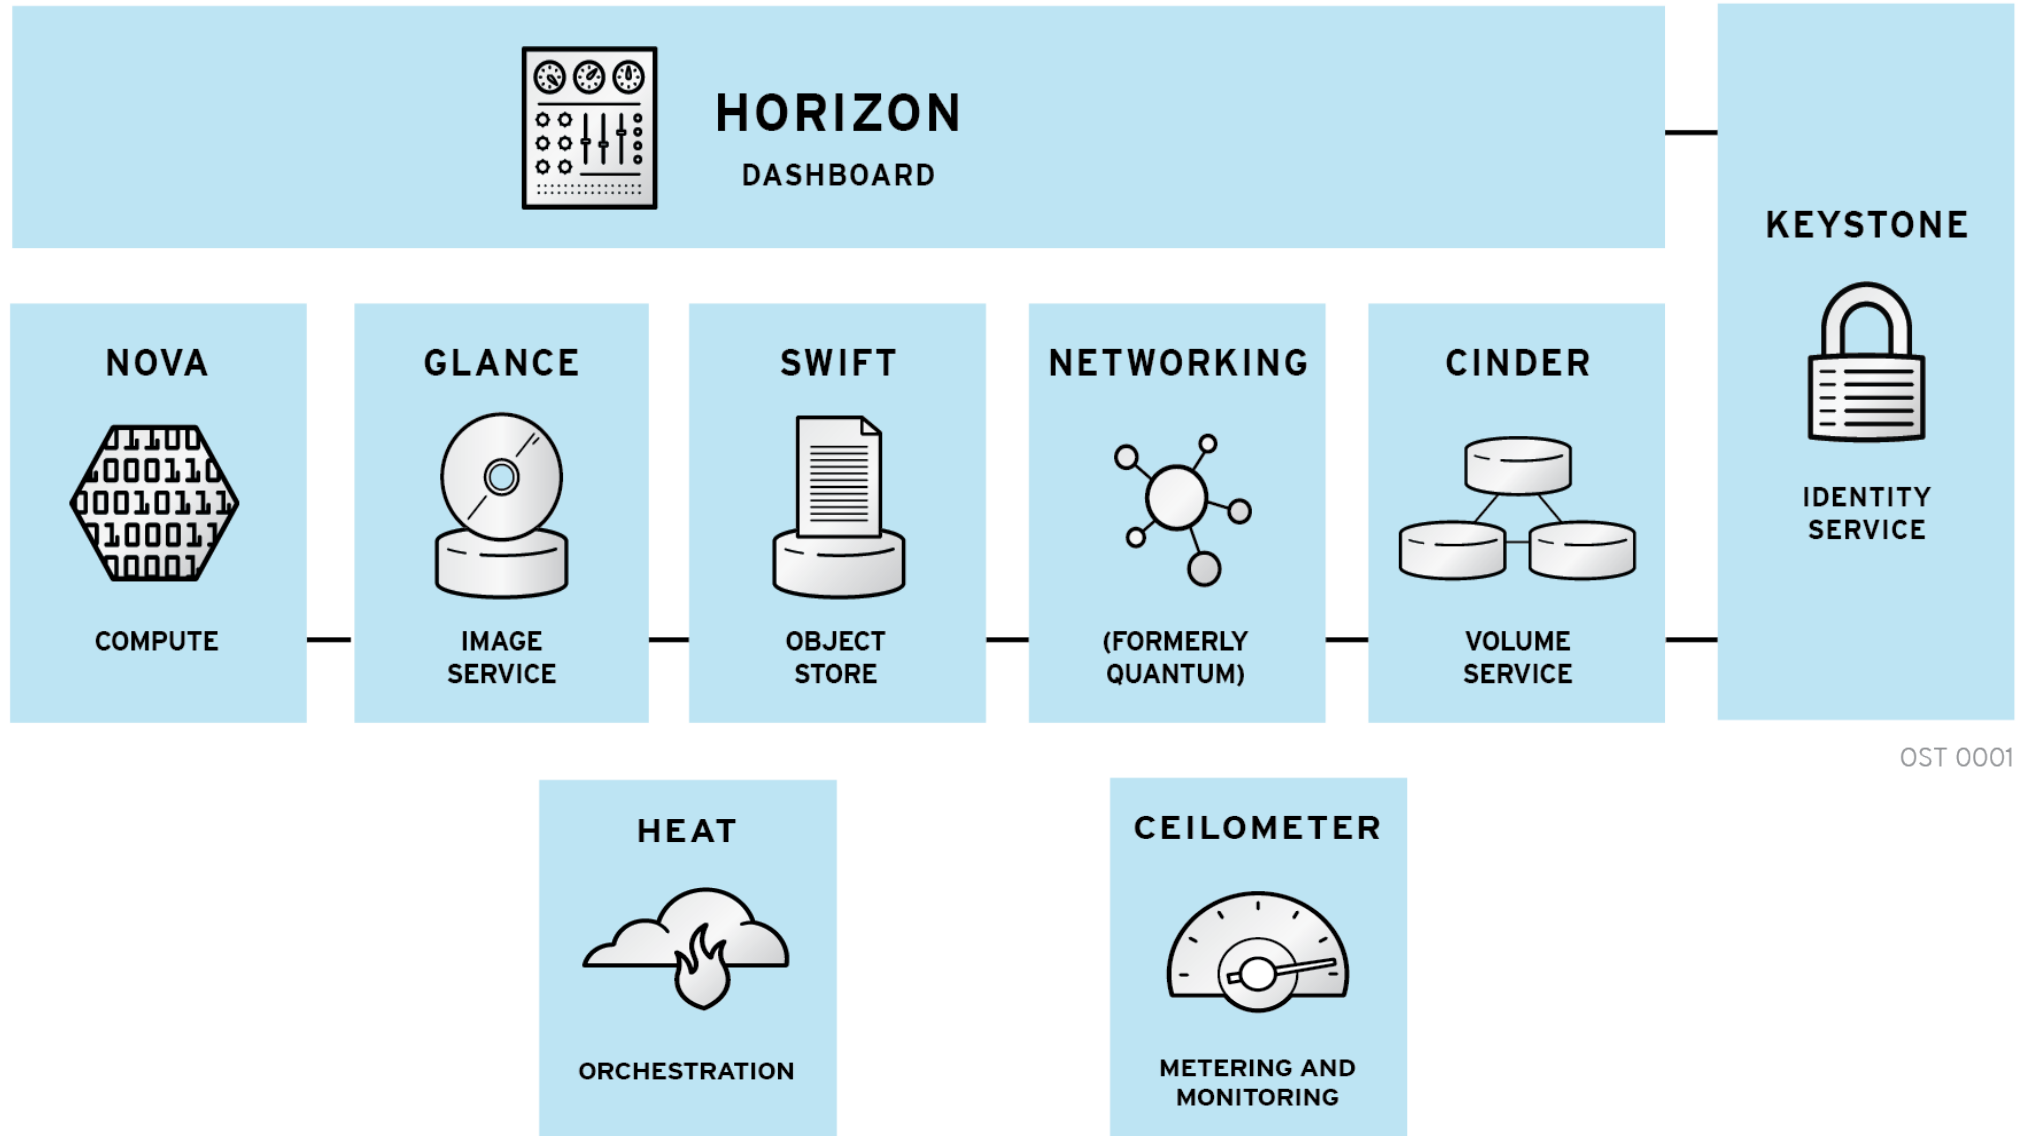 HORIZON
DASHBOARD
KEYSTONE
IDENTITY
SERVICE
NOVA
COMPUTE
GLANCE
IMAGE
SERVICE
SWIFT
OBJECT
STORE
NETWORKING
(FORMERLY
QUANTUM)
CINDER
VOLUME
SERVICE
OST 0001
HEAT
ORCHESTRATION
CEILOMETER
METERING AND
MONITORING